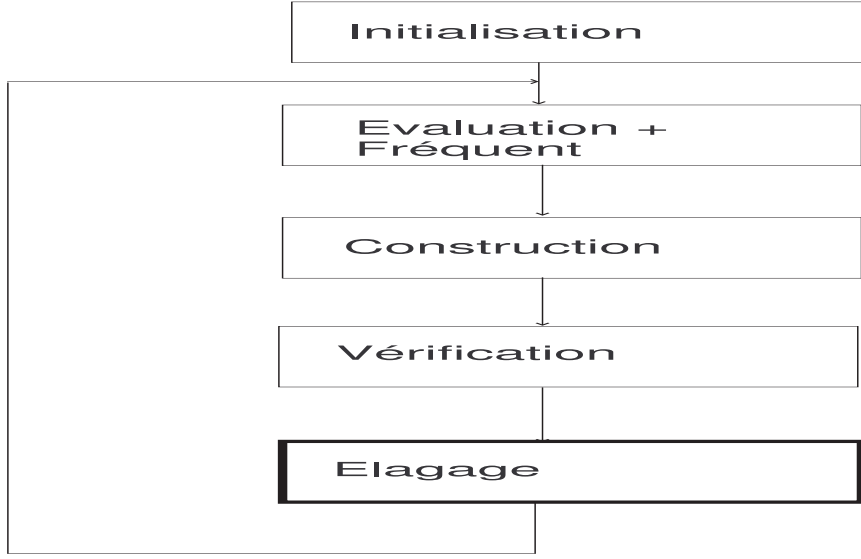 Initialisation
Evaluation +
Fréquent
Construction
Vérification
Elagage